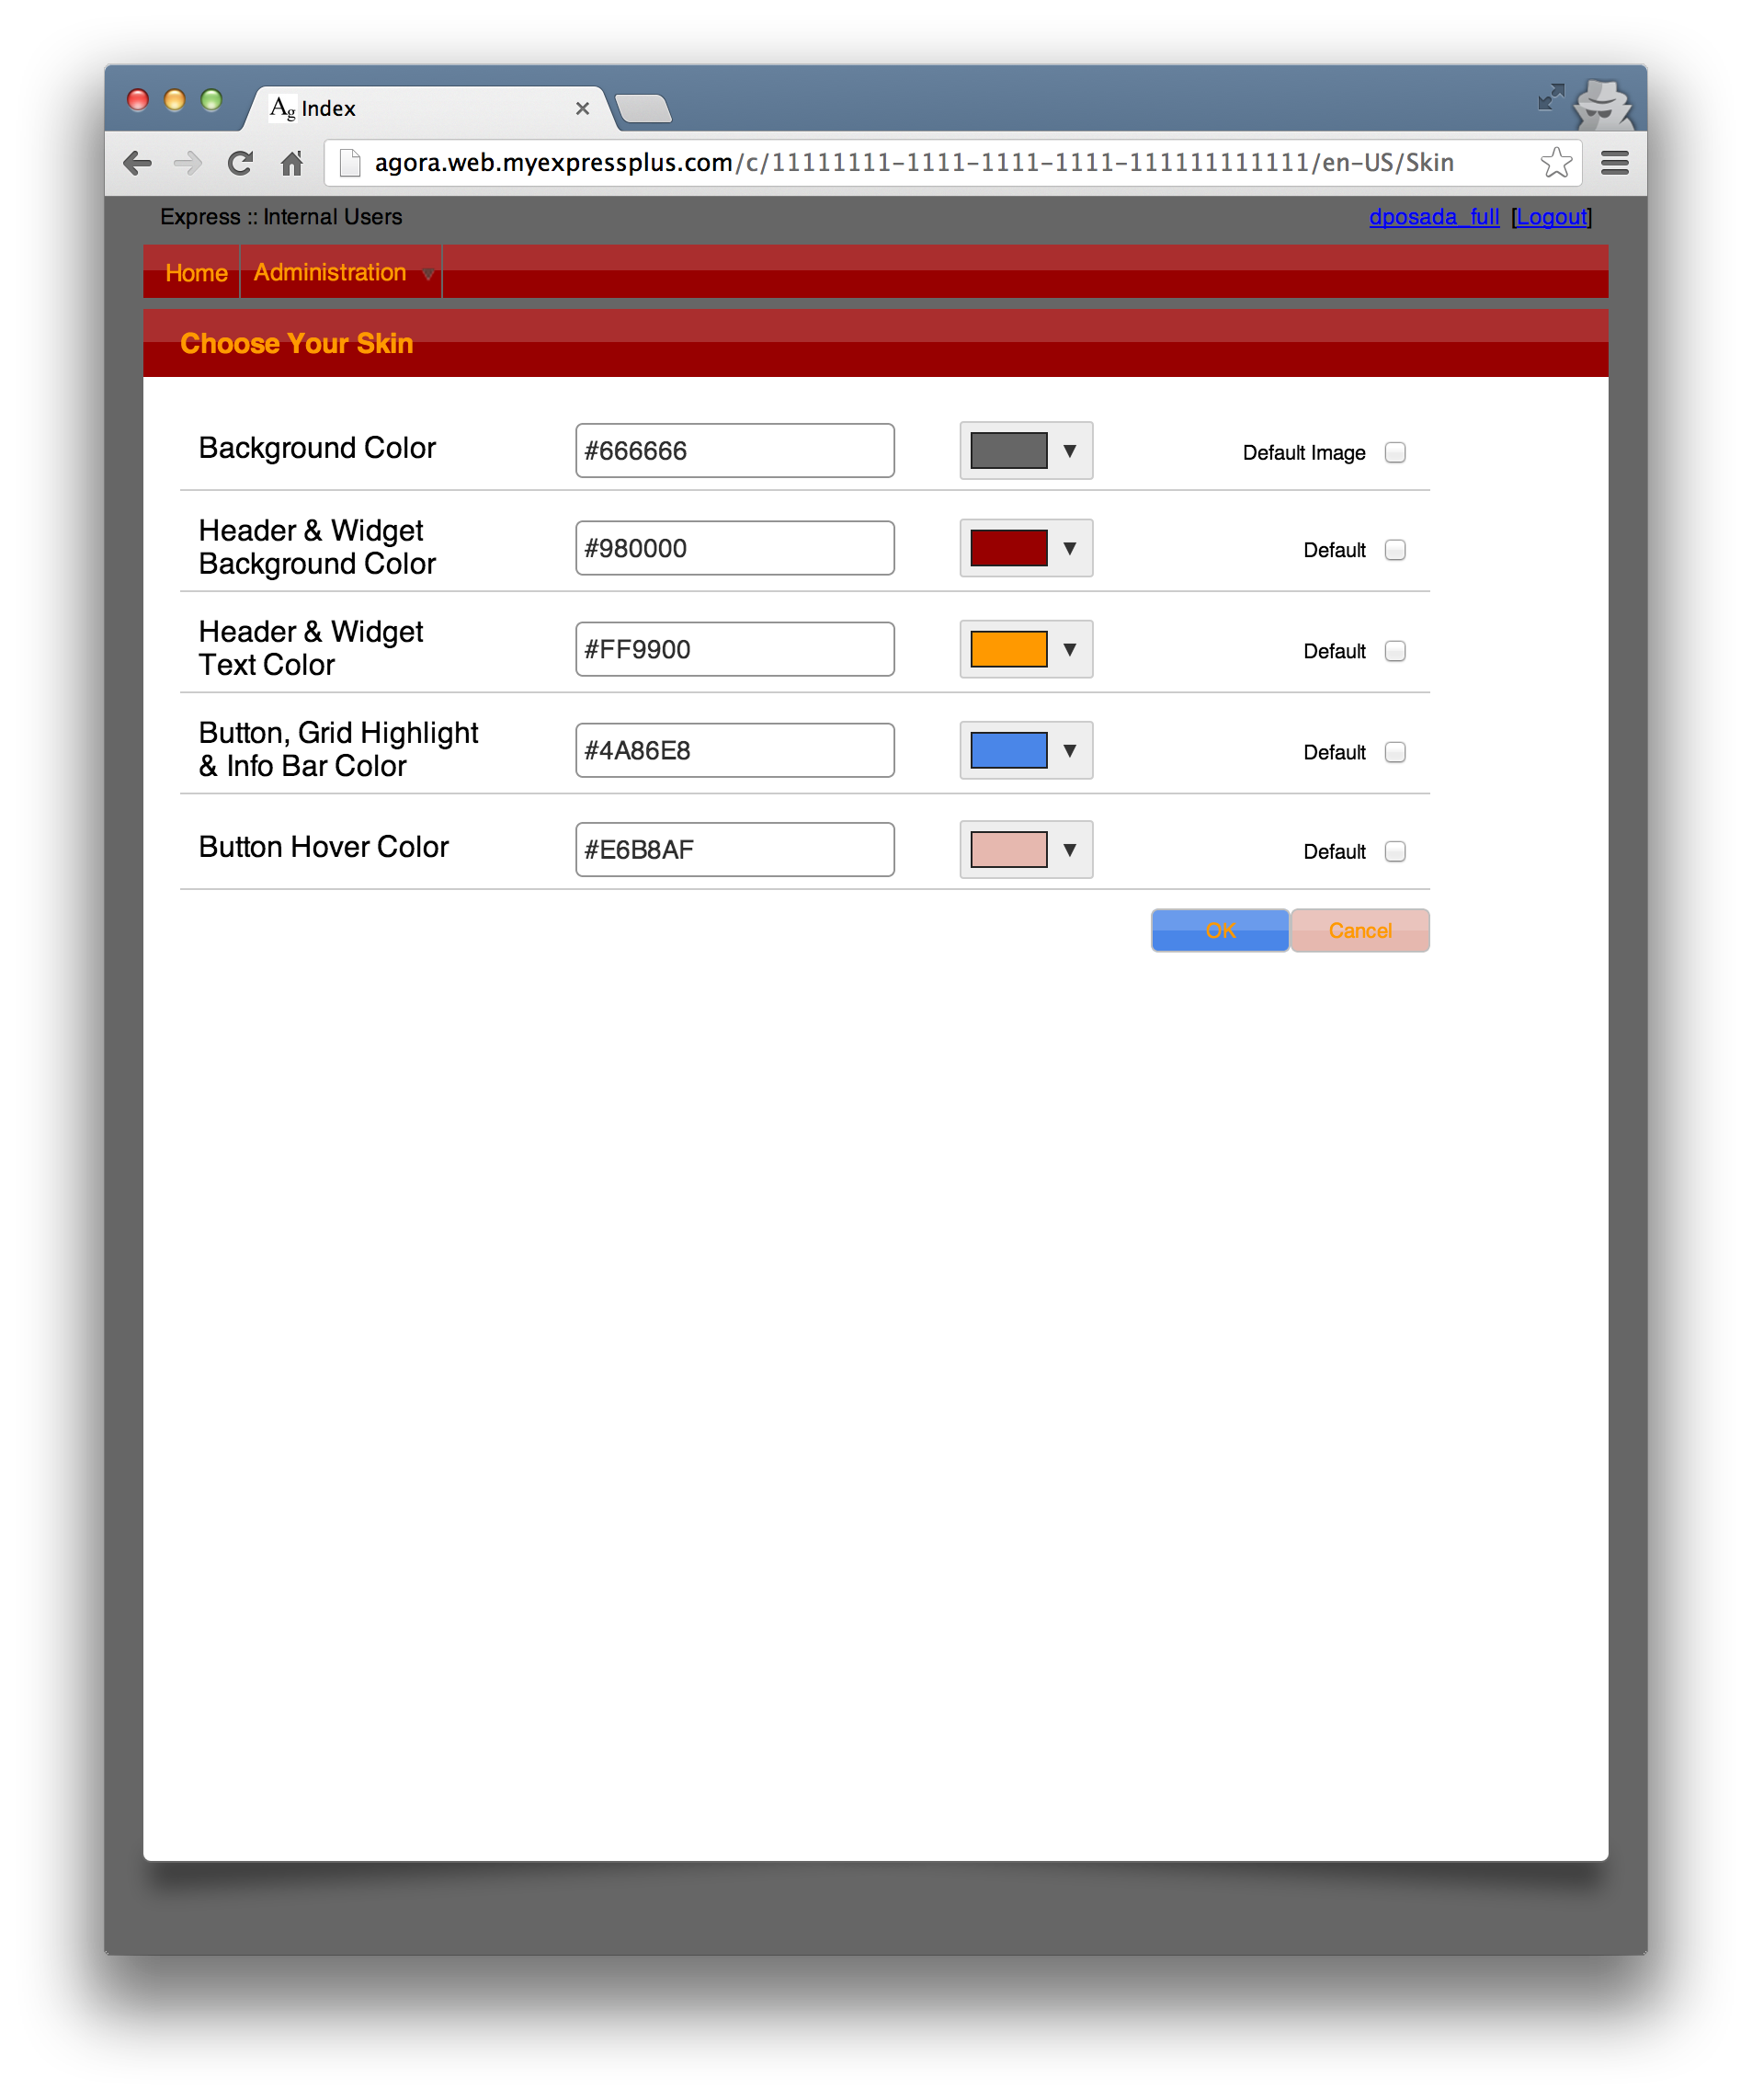 Ag Index
agora.web.myexpressplus.com/c/11111111-1111-1111-1111-111111111111/en-US/Skin
Express :: Internal Users
dposada_full [Logout]
Home
Administration
Choose Your Skin
Background Color
#666666
Default Image
Header & Widget
Background Color
#980000
Default
Header & Widget
Text Color
#FF9900
Default
Button, Grid Highlight
& Info Bar Color
#4A86E8
Default
Button Hover Color
#E6B8AF
Default
OK
Cancel